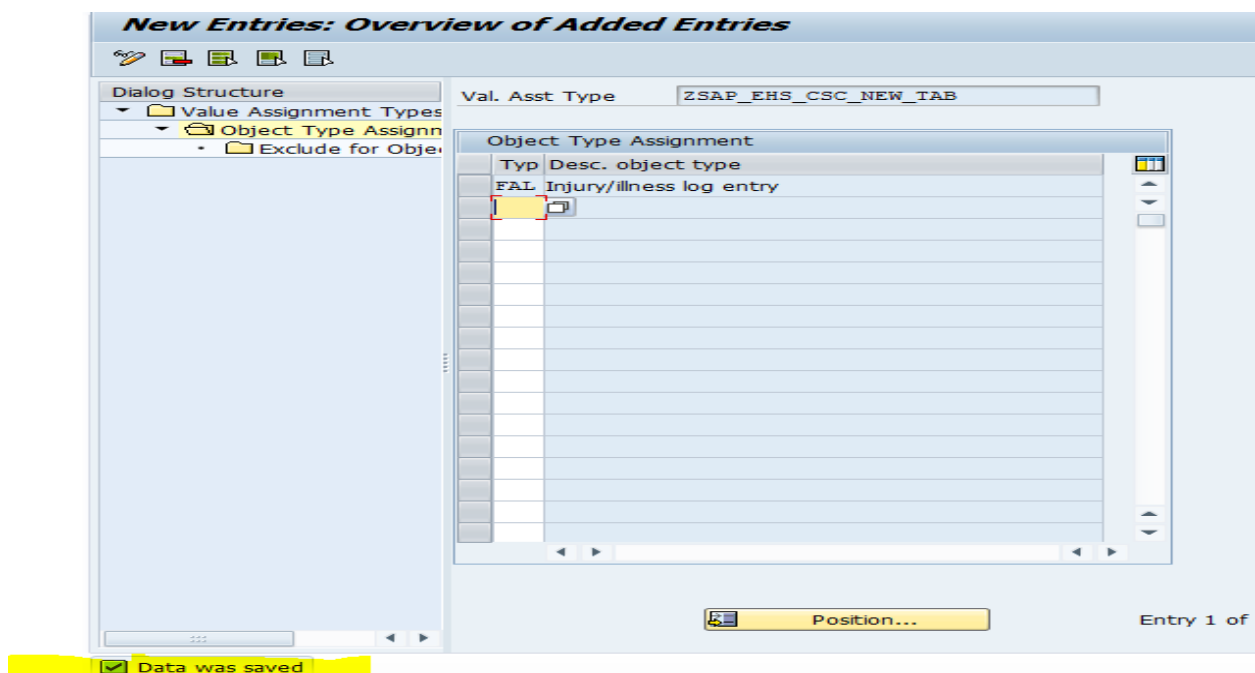 New Entries: Overview of Added Entries
Dialog Structure
Value Assignment Types
Object Type Assignn
Exclude for Obje
Val. Asst Type ZSAP_EHS_CSC_NEW_TAB
Object Type Assignment
Typ Desc. object type
FAL Injury/illness log entry
Position... Entry 1 of
Data was saved